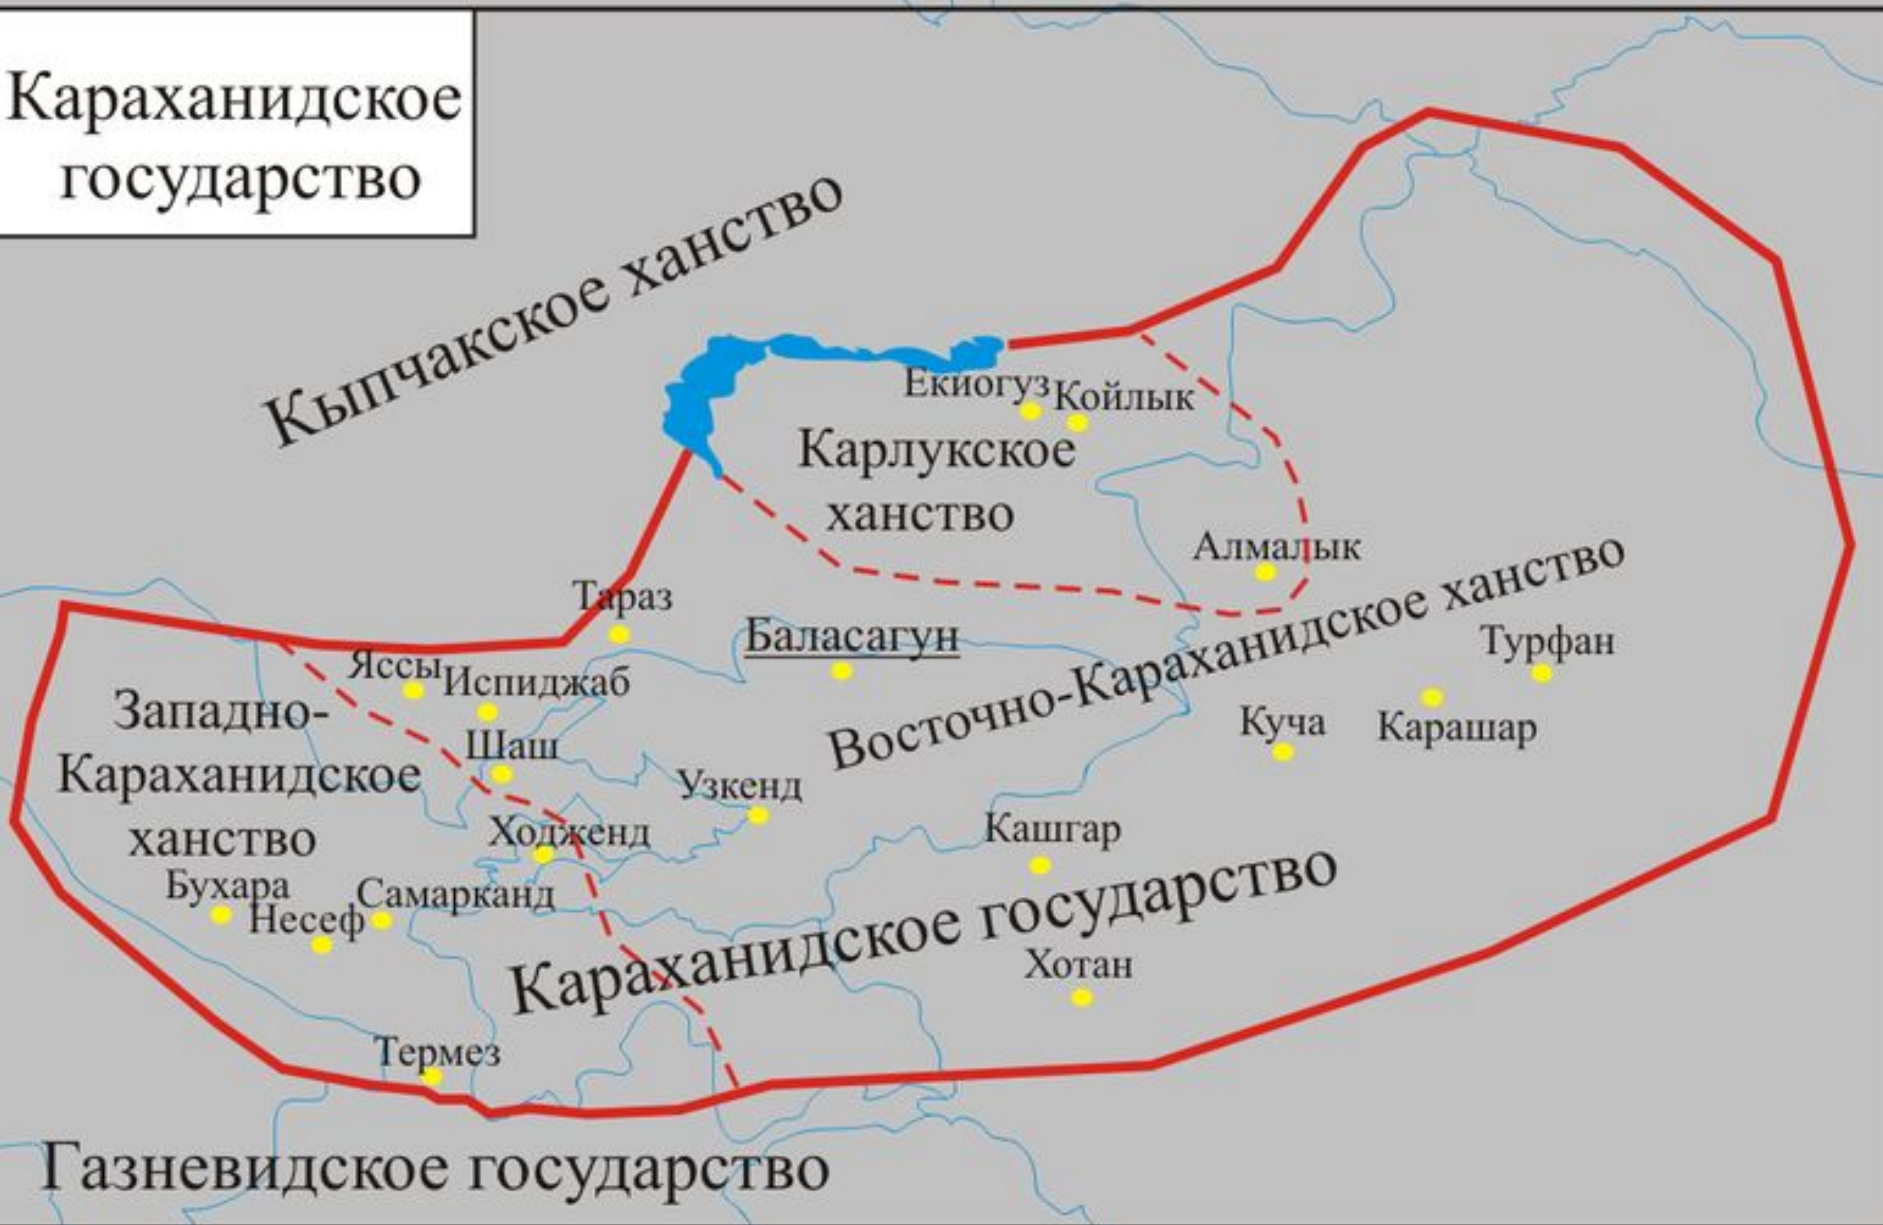 Караханидское
государство
Кыпчакское ханство
Екиогуз
Койлык
Карлукское
ханство
Алмалык
Тараз
Баласагун
Восточно-Караханидское ханство
Турфан
Карашар
Куча
Яссы
Испиджаб
Западно-
Караханидское
ханство
Шаш
Узкенд
Ходженд
Кашгар
Бухара
Несеф
Самарканд
Караханидское государство
Хотан
Термез
Газневидское государство